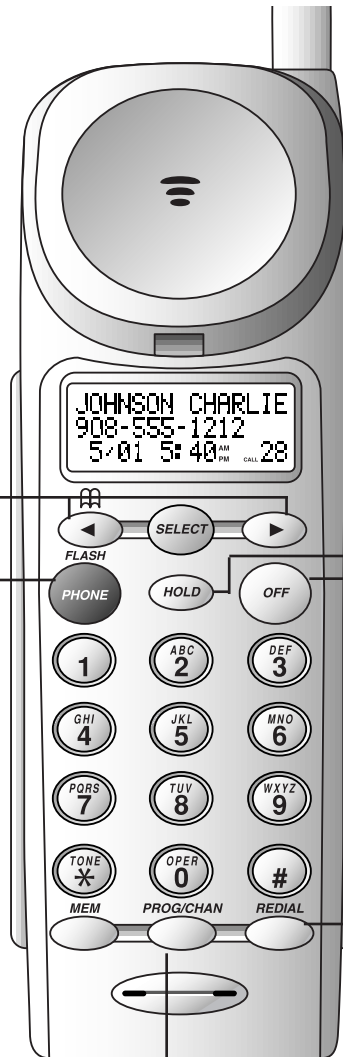 JOHNSON CHARLIE
908-555-1212
5/01 5:40 AM PM CALL 28
SELECT
FLASH
PHONE HOLD OFF
1 ABC 2 DEF 3
GHI 4 JKL 5 MNO 6
PQRS 7 TUV 8 WXYZ 9
TONE * OPER 0 #
MEM PROG/CHAN REDIAL